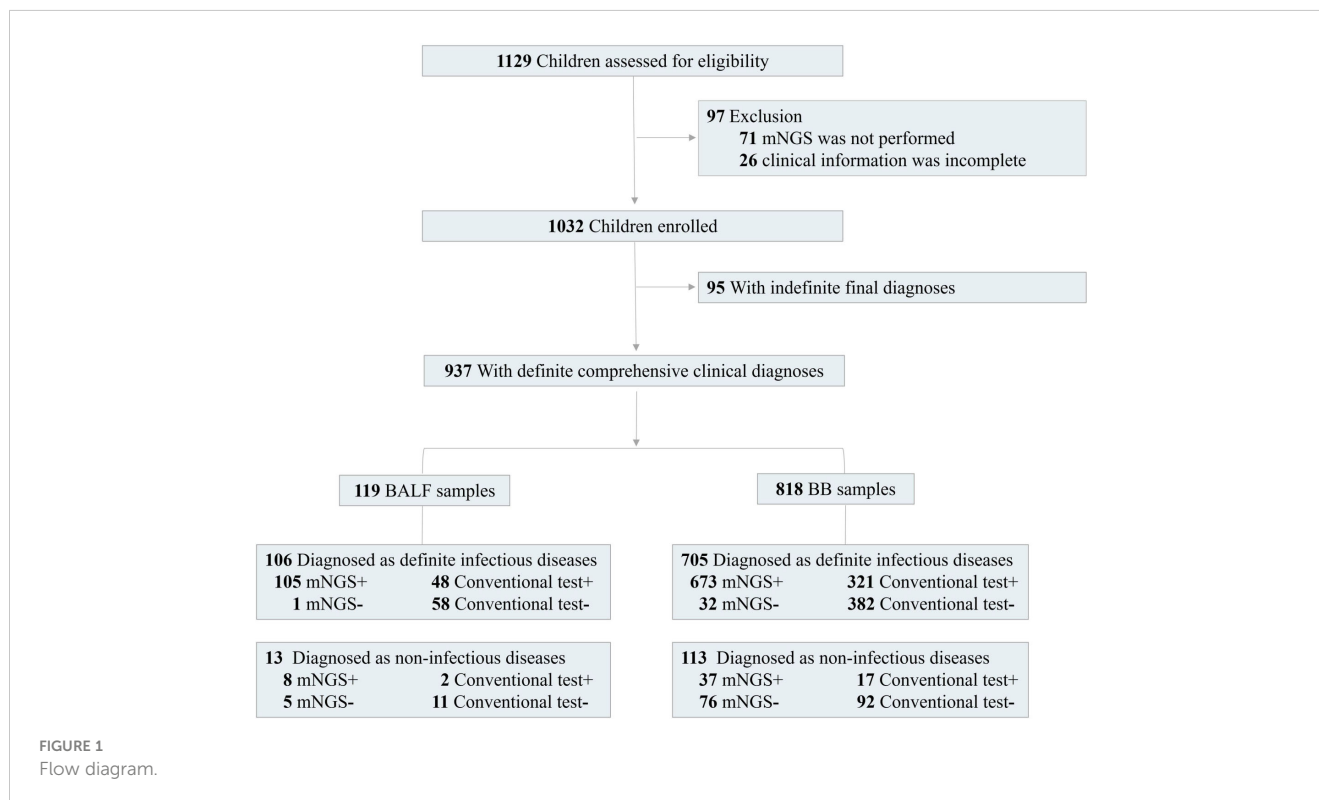 1129 Children assessed for eligibility
97 Exclusion
71 mNGS was not performed
26 clinical information was incomplete
1032 Children enrolled
95 With indefinite final diagnoses
937 With definite comprehensive clinical diagnoses
119 BALF samples
818 BB samples
106 Diagnosed as definite infectious diseases
105 mNGS+ 48 Conventional test+
1 mNGS- 58 Conventional test-
705 Diagnosed as definite infectious diseases
673 mNGS+ 321 Conventional test+
32 mNGS- 382 Conventional test-
13 Diagnosed as non-infectious diseases
8 mNGS+ 2 Conventional test+
5 mNGS- 11 Conventional test-
113 Diagnosed as non-infectious diseases
37 mNGS+ 17 Conventional test+
76 mNGS- 92 Conventional test-
FIGURE 1
Flow diagram.